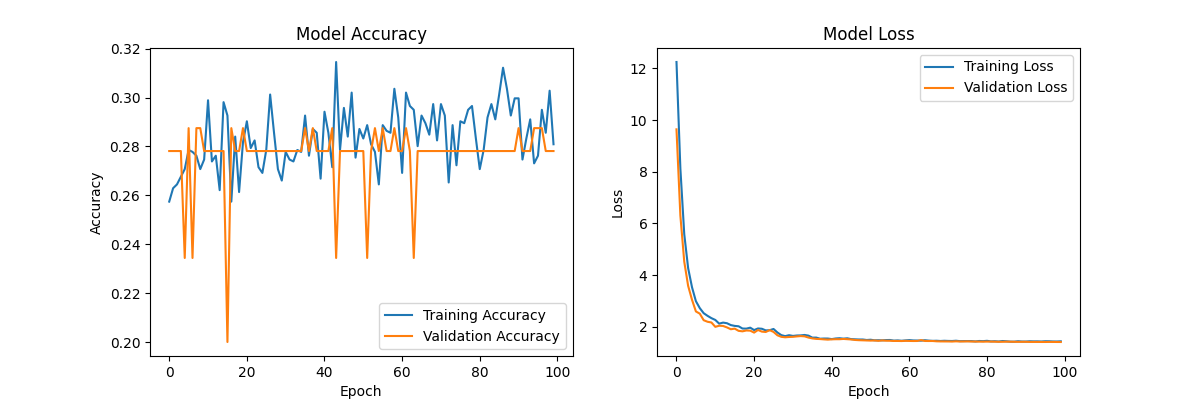 Model Accuracy
0.32
0.30
0.28
0.26
0.24
0.22
0.20
Accuracy
Training Accuracy
Validation Accuracy
0 20 40 60 80 100
Epoch
Model Loss
12
10
8
6
4
2
Loss
Training Loss
Validation Loss
0 20 40 60 80 100
Epoch